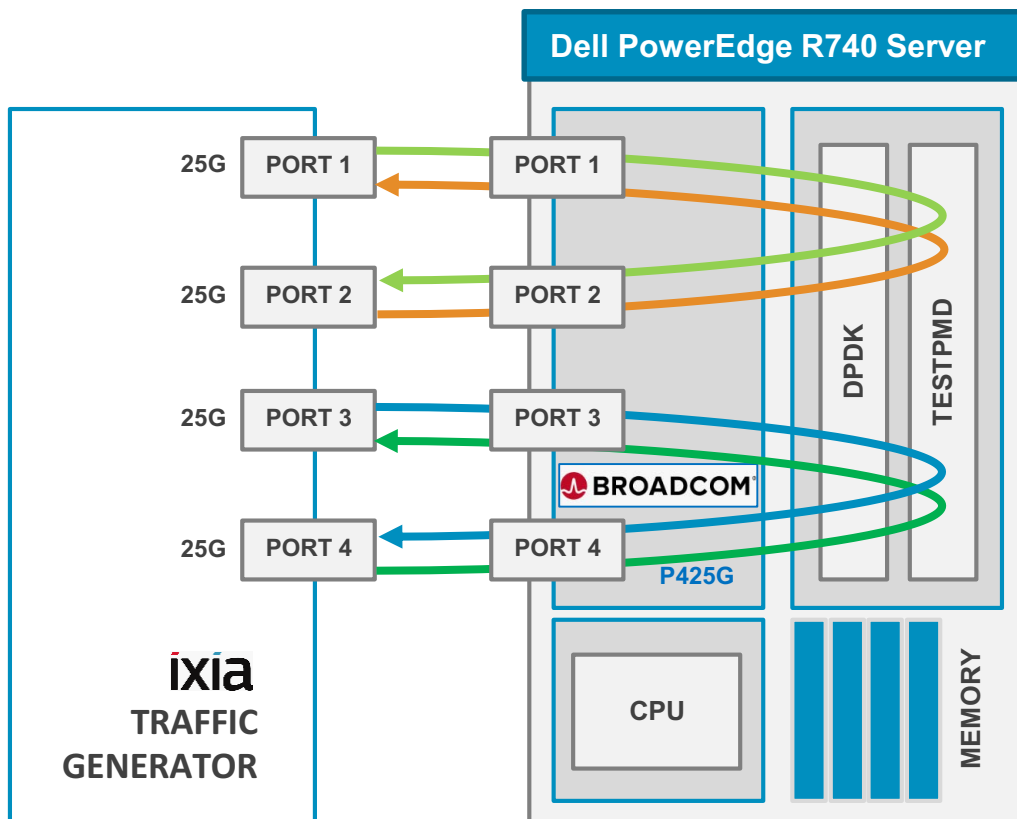 Dell PowerEdge R740 Server
25G
PORT 1
PORT 1
25G
PORT 2
PORT 2
25G
PORT 3
PORT 3
BROADCOM®
25G
PORT 4
PORT 4
P425G
DPDK
TESTPMD
ixia
TRAFFIC
GENERATOR
CPU
MEMORY